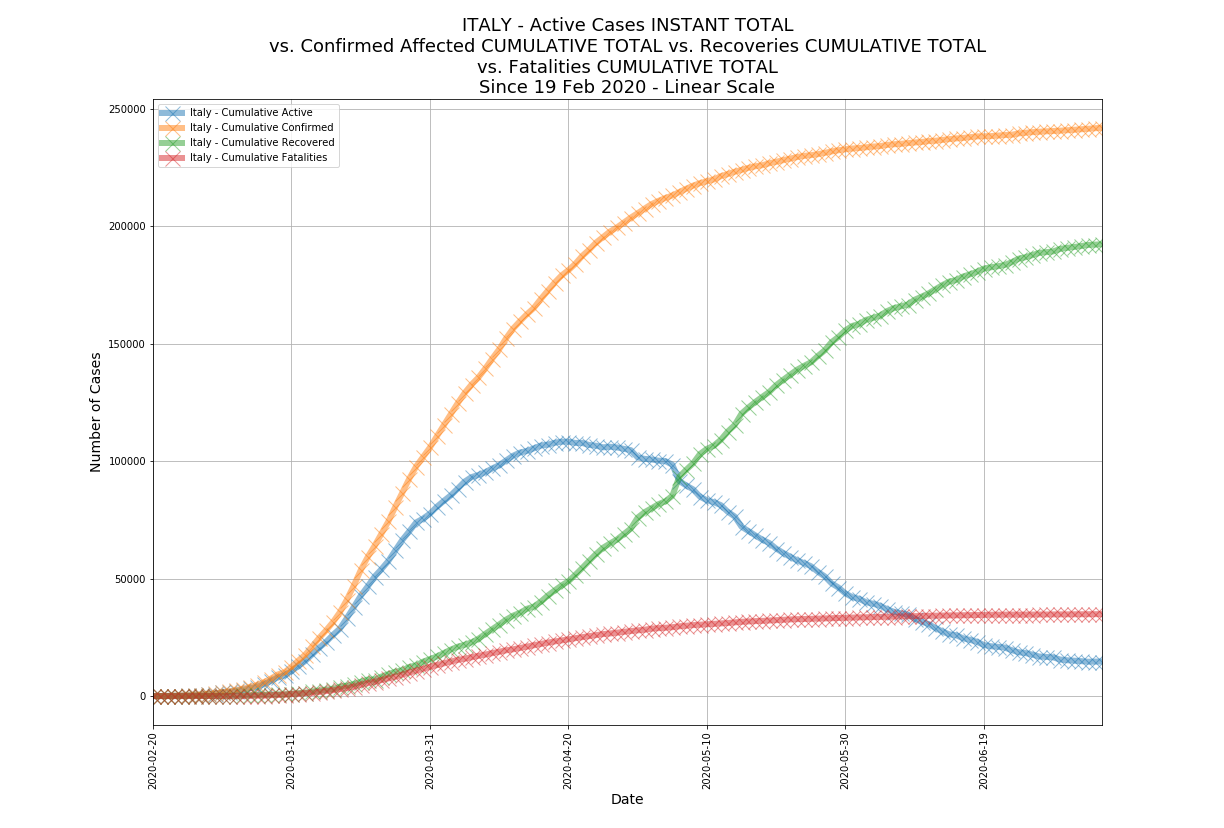 ITALY - Active Cases INSTANT TOTAL
vs. Confirmed Affected CUMULATIVE TOTAL vs. Recoveries CUMULATIVE TOTAL
vs. Fatalities CUMULATIVE TOTAL
Since 19 Feb 2020 - Linear Scale
Italy - Cumulative Active
Italy - Cumulative Confirmed
Italy - Cumulative Recovered
Italy - Cumulative Fatalities
Number of Cases
250000
200000
150000
100000
50000
0
2020-02-20
2020-03-11
2020-03-31
2020-04-20
2020-05-10
2020-05-30
2020-06-19
Date